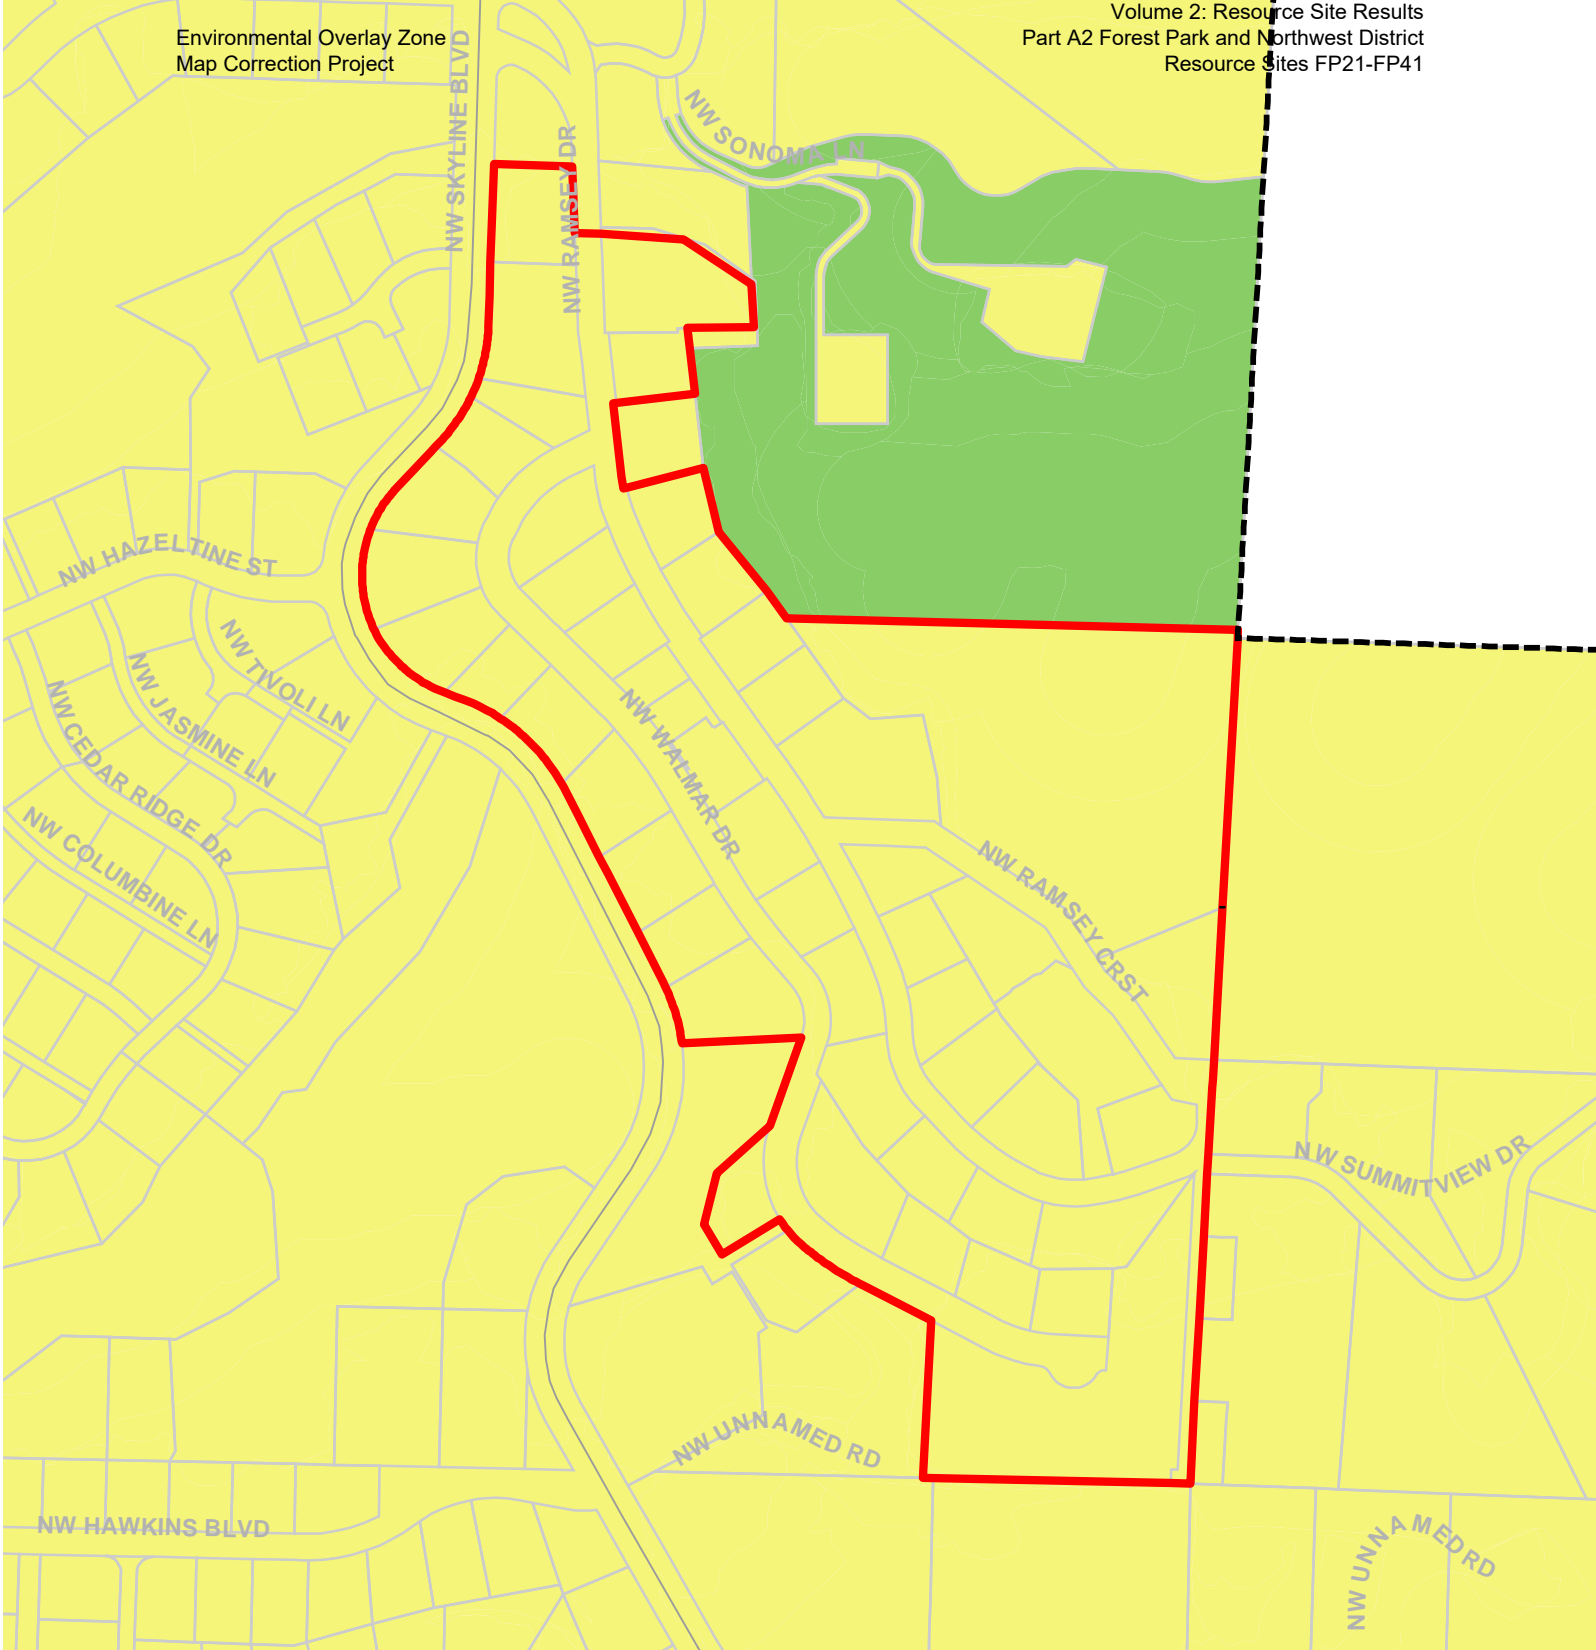 Environmental Overlay Zone
Map Correction Project
Volume 2: Resource Site Results
Part A2 Forest Park and Northwest District
Resource Sites FP21-FP41
NW SKYLINE BLVD
NW RAMSEY DR
NW SONOMA LN
NW HAZELTINE ST
NW TIVOLI LN
NW JASMINE LN
NW CEDAR RIDGE DR
NW COLUMBINE LN
NW WALMAR DR
NW RAMSEY CRST
NW SUMMITVIEW DR
NW UNNAMED RD
NW HAWKINS BLVD
NW UNNAMED RD